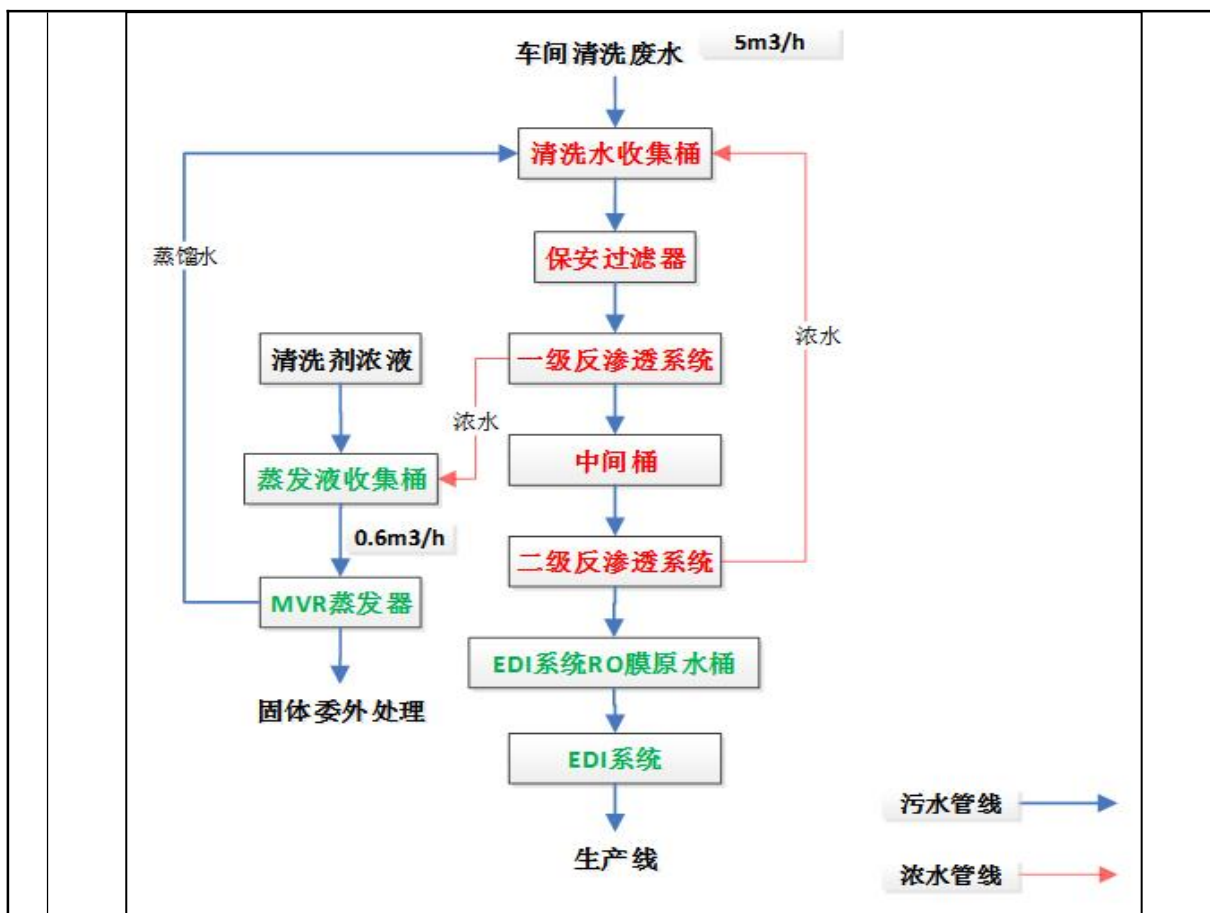 车间清洗废水
5m3/h
清洗水收集桶
蒸馏水
保安过滤器
浓水
清洗剂浓液
一级反渗透系统
浓水
蒸发液收集桶
中间桶
0.6m3/h
MVR蒸发器
二级反渗透系统
固体委外处理
EDI系统RO膜原水桶
EDI系统
生产线
污水管线
浓水管线